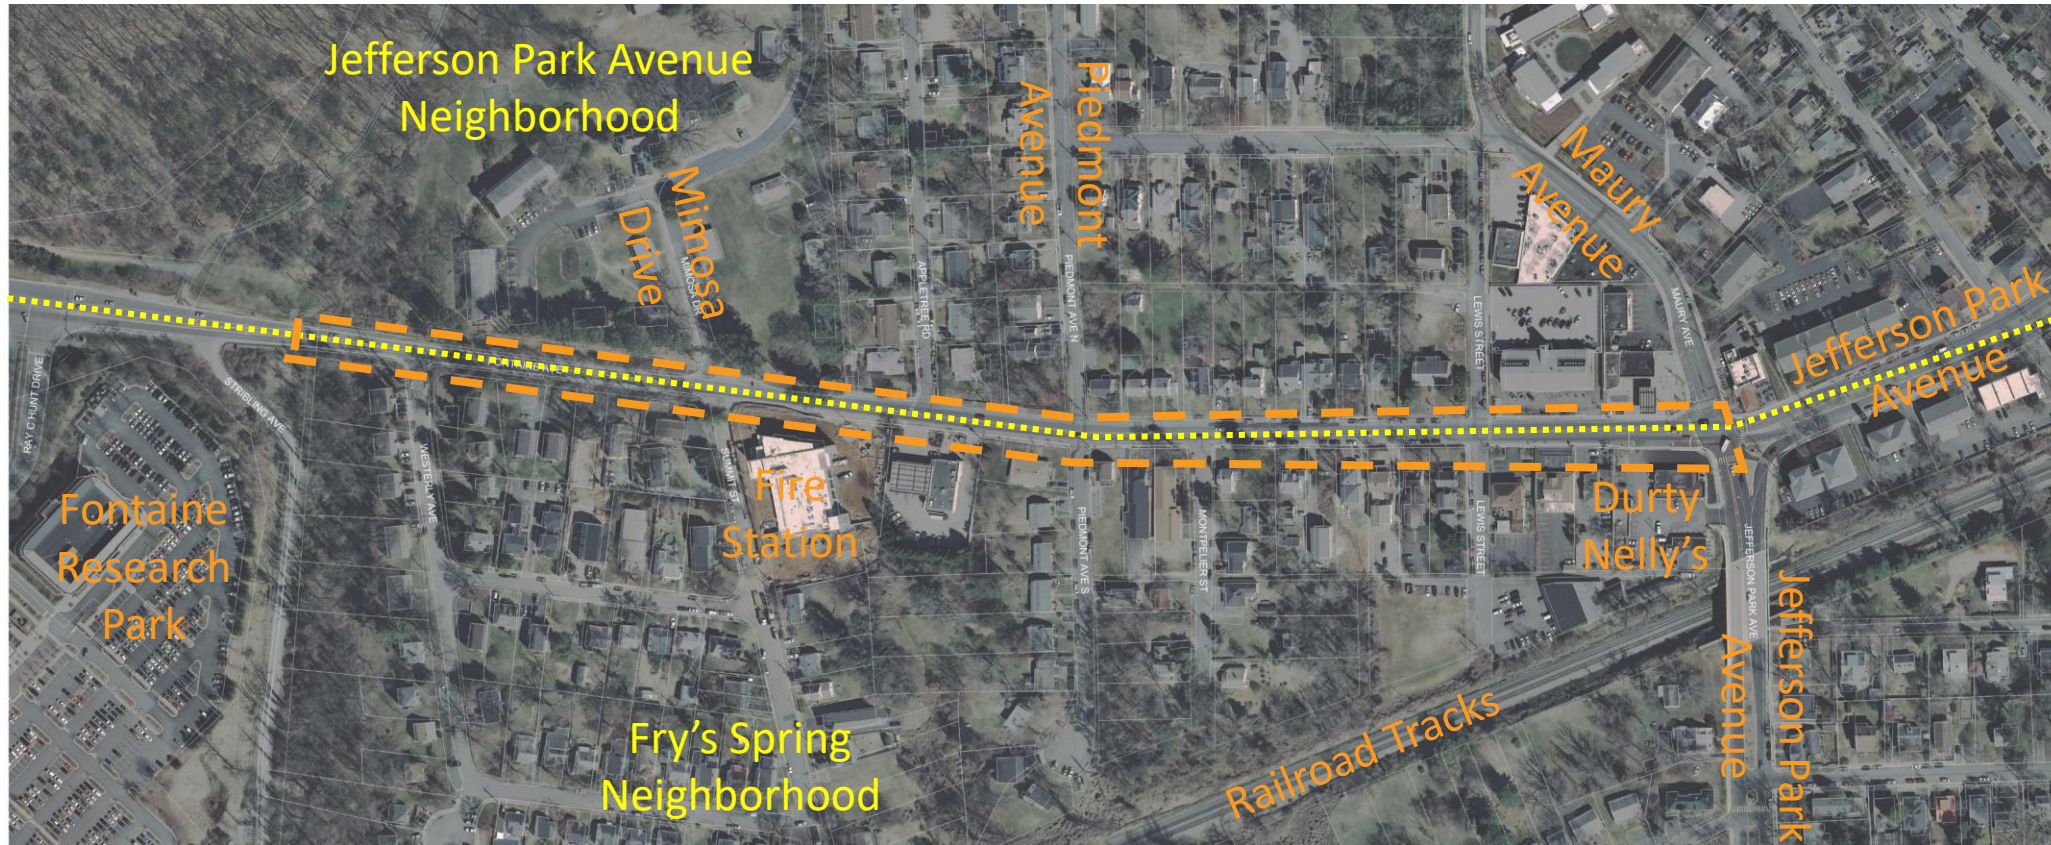 Jefferson Park Avenue
Neighborhood
Piedmont
Avenue
Maury
Avenue
Mimosa
Drive
MIMOSA DR
APPLETREE RD
PIEDMONT AVE N
LEWIS STREET
MAURY AVE
Jefferson Park
Avenue
RAY C HUNT DRIVE
STRIBLING AVE
FONTAINE AVE
WESTERLY AVE
SUMMIT ST
Fire
Station
PIEDMONT AVE S
MONTPELIER ST
LEWIS STREET
Durty
Nelly's
JEFFERSON PARK AVE
Fontaine
Research
Park
Jefferson Park
Avenue
Railroad Tracks
Fry's Spring
Neighborhood